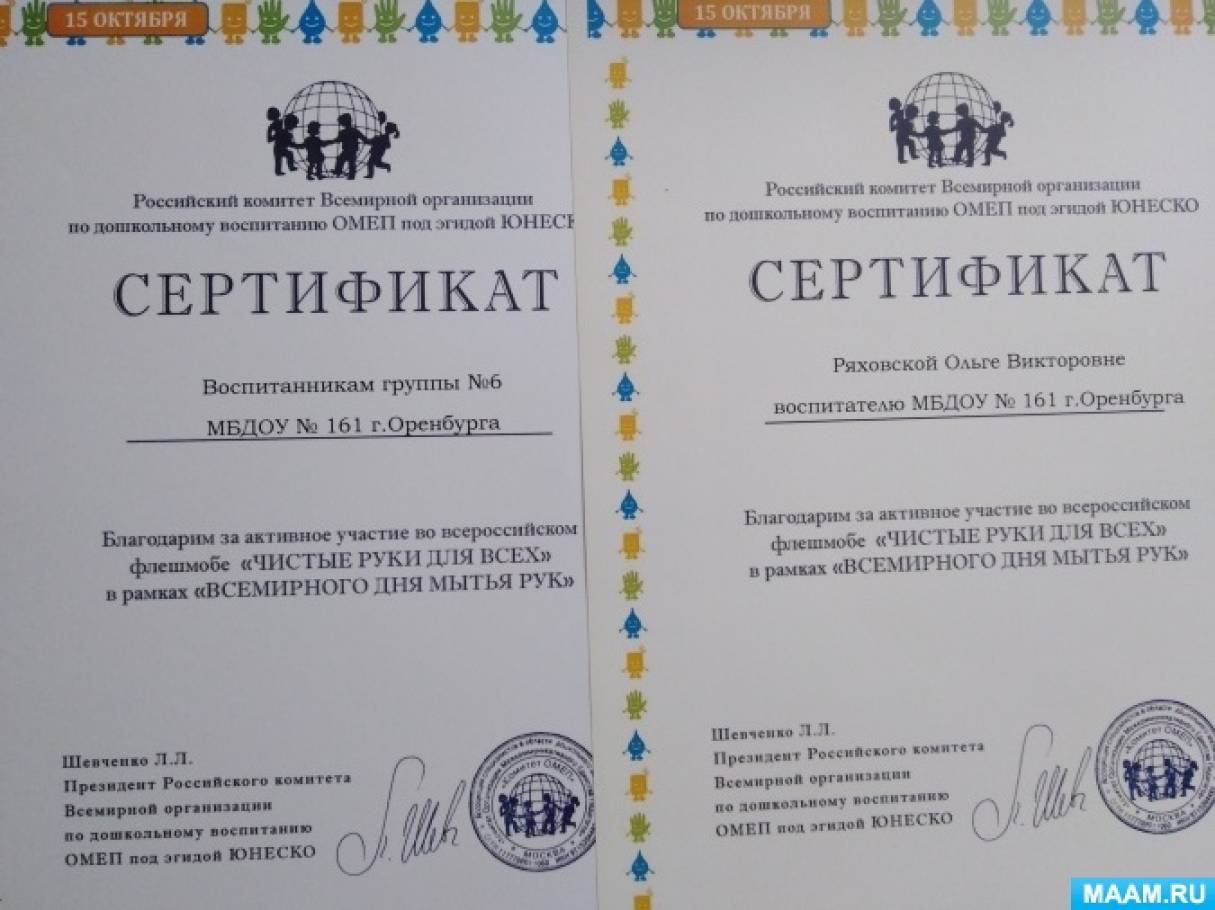 15 ОКТЯБРЯ
Российский комитет Всемирной организации
по дошкольному воспитанию ОМЕП под эгидой ЮНЕСК
СЕРТИФИКАТ
Воспитанникам группы №6
МБДОУ № 161 г.Оренбурга
Благодарим за активное участие во всероссийском
флешмобе «ЧИСТЫЕ РУКИ ДЛЯ ВСЕХ»
в рамках «ВСЕМИРНОГО ДНЯ МЫТЬЯ РУК»
Шевченко Л.Л.
Президент Российского комитета
Всемирной организации
по дошкольному воспитанию
ОМЕП под эгидой ЮНЕСКО
«Комитет ОМЕП»
МОСКВА
15 ОКТЯБРЯ
Российский комитет Всемирной организации
по дошкольному воспитанию ОМЕП под эгидой ЮНЕСКО
СЕРТИФИКАТ
Ряховской Ольге Викторовне
воспитателю МБДОУ № 161 г.Оренбурга
Благодарим за активное участие во всероссийском
флешмобе «ЧИСТЫЕ РУКИ ДЛЯ ВСЕХ»
в рамках «ВСЕМИРНОГО ДНЯ МЫТЬЯ РУК»
Шевченко Л.Л.
Президент Российского комитета
Всемирной организации
по дошкольному воспитанию
ОМЕП под эгидой ЮНЕСКО
«Комитет ОМЕП»
МОСКВА
MAAM.RU